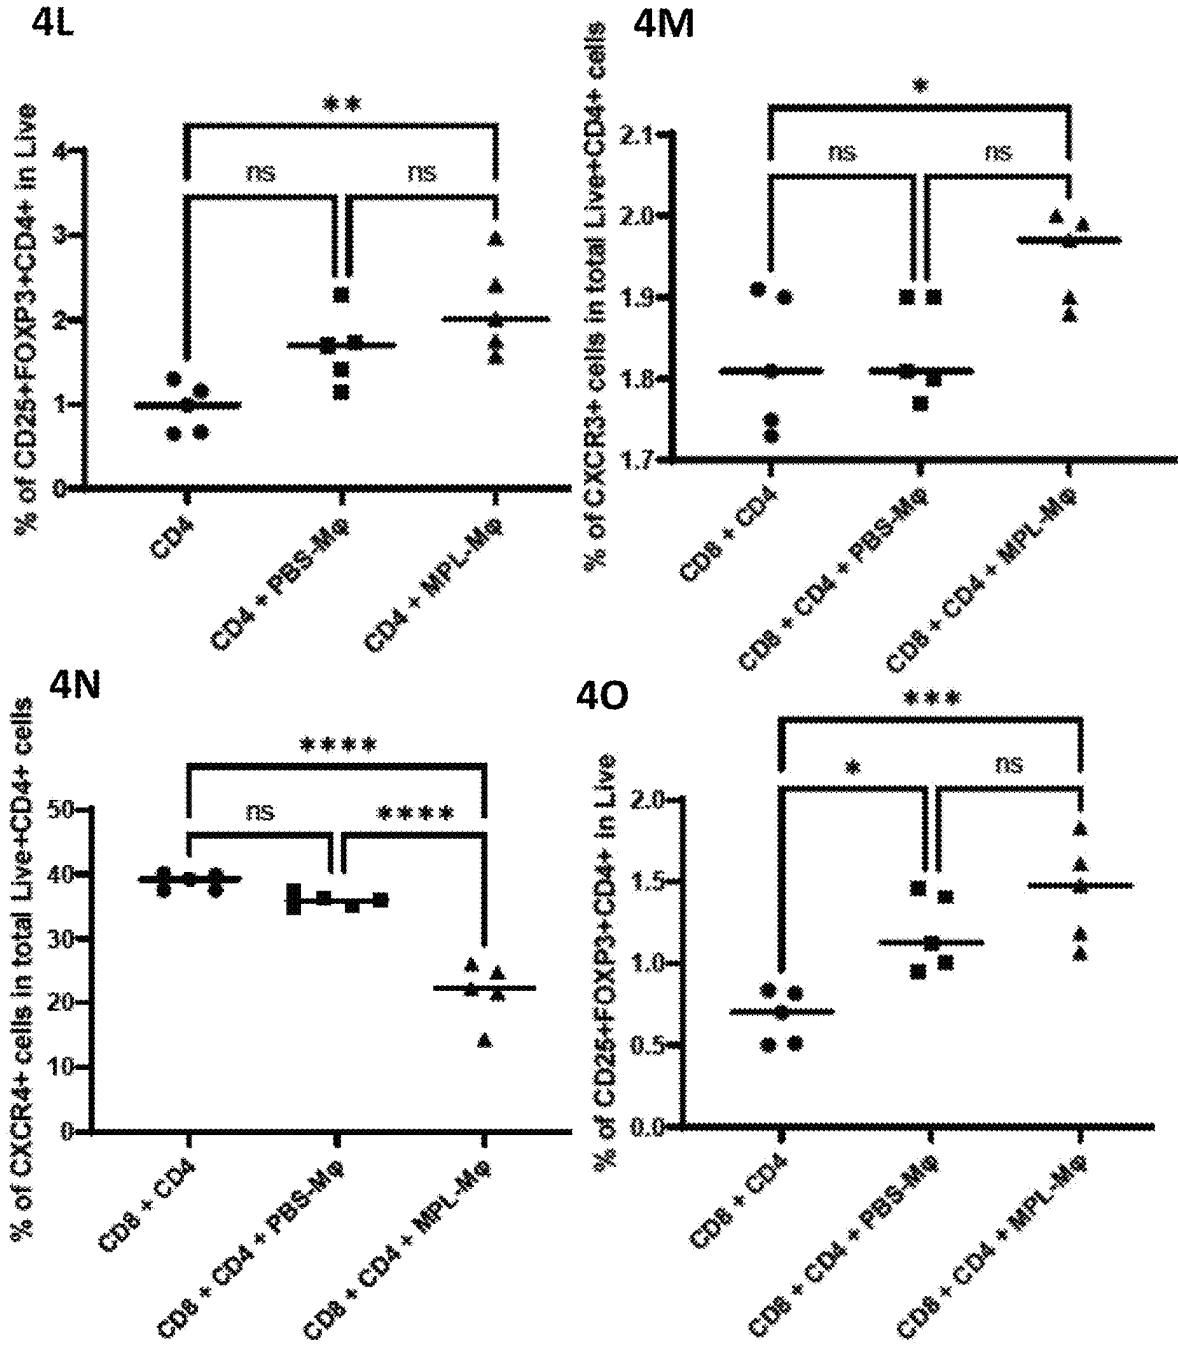 4L
% of CD25+FOXP3+CD4+ in Live
**
ns
ns
4
3
2
1
0
CD4
CD4 + PBS-Mφ
CD4 + MPL-Mφ
4M
% of CXCR3+ cells in total Live+CD4+ cells
*
ns
ns
2.1
2.0
1.9
1.8
1.7
CD8 + CD4
CD8 + CD4 + PBS-Mφ
CD8 + CD4 + MPL-Mφ
4N
% of CXCR4+ cells in total Live+CD4+ cells
****
ns
****
50
40
30
20
10
0
CD8 + CD4
CD8 + CD4 + PBS-Mφ
CD8 + CD4 + MPL-Mφ
4O
% of CD25+FOXP3+CD4+ in Live
***
*
ns
2.0
1.5
1.0
0.5
0.0
CD8 + CD4
CD8 + CD4 + PBS-Mφ
CD8 + CD4 + MPL-Mφ